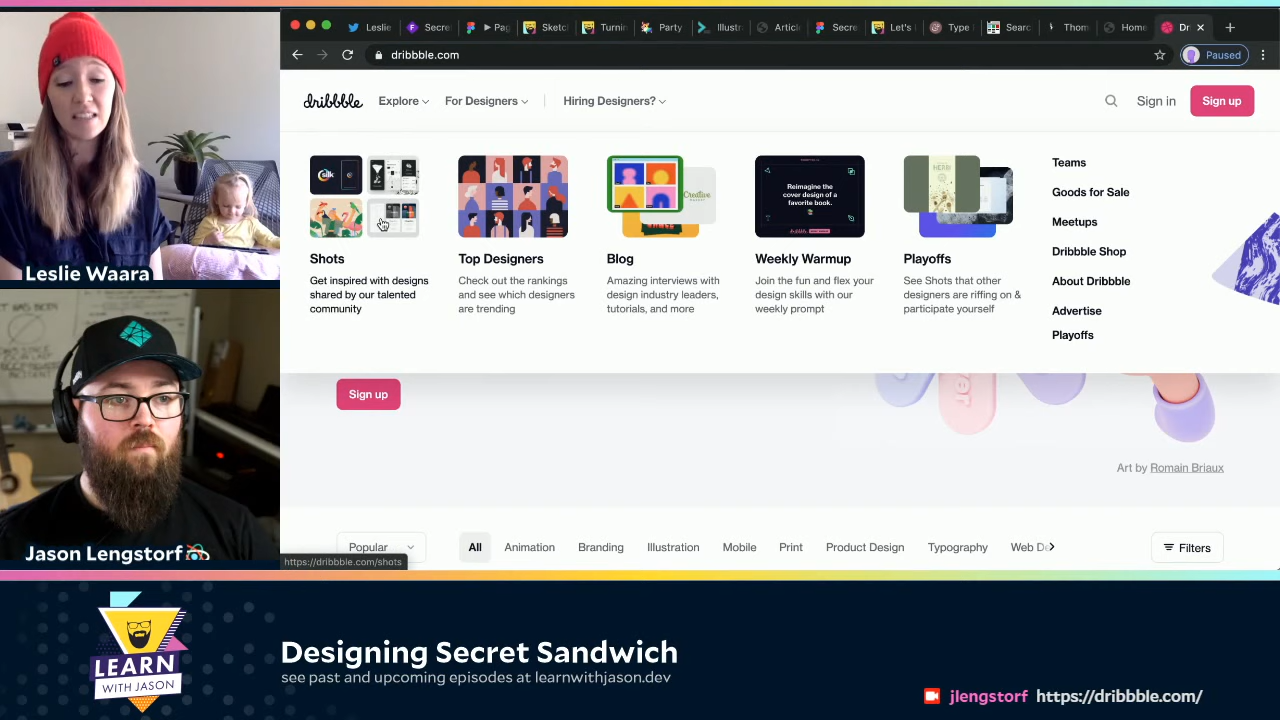 Leslie
Secre
Pag
Sketc
Turnin
Party
Illustr
Artic
Secre
Let's
Type
Searc
Thom
Home
Dr
dribbble.com
Paused
dribbble
Explore
For Designers
Hiring Designers?
Sign in
Sign up
silk
Creative
Reimagine the
cover design of a
favorite book.
Shots
Get inspired with designs
shared by our talented
community
Top Designers
Check out the rankings
and see which designers
are trending
Blog
Amazing interviews with
design industry leaders,
tutorials, and more
Weekly Warmup
Join the fun and flex your
design skills with our
weekly prompt
Playoffs
See Shots that other
designers are riffing on &
participate yourself
Teams
Goods for Sale
Meetups
Dribbble Shop
About Dribbble
Advertise
Playoffs
Sign up
Art by Romain Briaux
Popular
All
Animation
Branding
Illustration
Mobile
Print
Product Design
Typography
Web De
Filters
https://dribbble.com/shots
Leslie Waara
Jason Lengstorf
LEARN
WITH JASON
Designing Secret Sandwich
see past and upcoming episodes at learnwithjason.dev
jlengstorf https://dribbble.com/